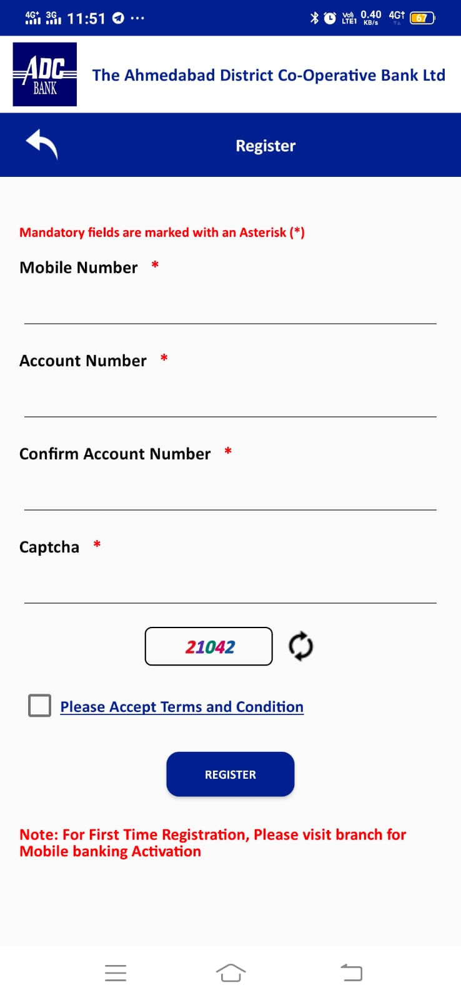 4G+ 3G 11:51 ... Vo) LTE1 0.40 KB/s 4G† 67
ADC BANK
The Ahmedabad District Co-Operative Bank Ltd
Register
Mandatory fields are marked with an Asterisk (*)
Mobile Number *
Account Number *
Confirm Account Number *
Captcha *
21042
Please Accept Terms and Condition
REGISTER
Note: For First Time Registration, Please visit branch for
Mobile banking Activation